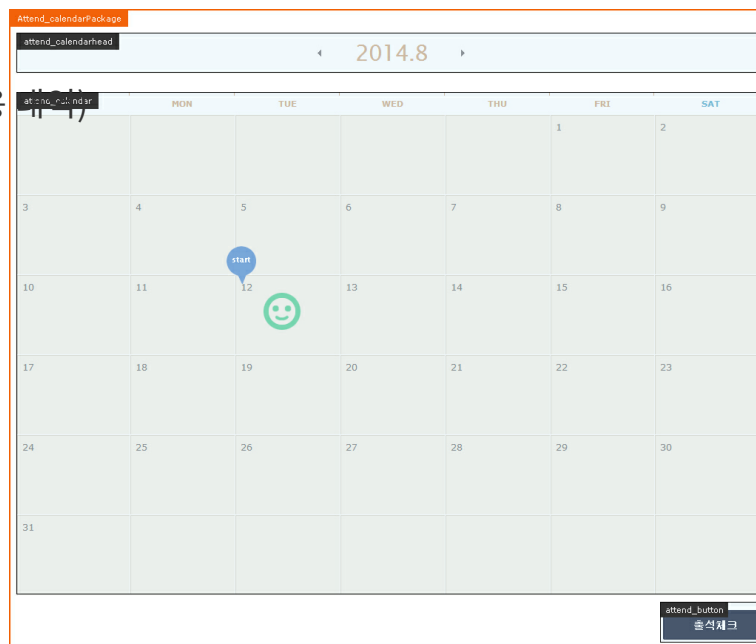 Attend_calendarPackage
attend_calendarhead
2014.8
attend_calendar
MON TUE WED THU FRI SAT
1 2
3 4 5 6 7 8 9
start
10 11 12 13 14 15 16
17 18 19 20 21 22 23
24 25 26 27 28 29 30
31
attend_button
출석체크